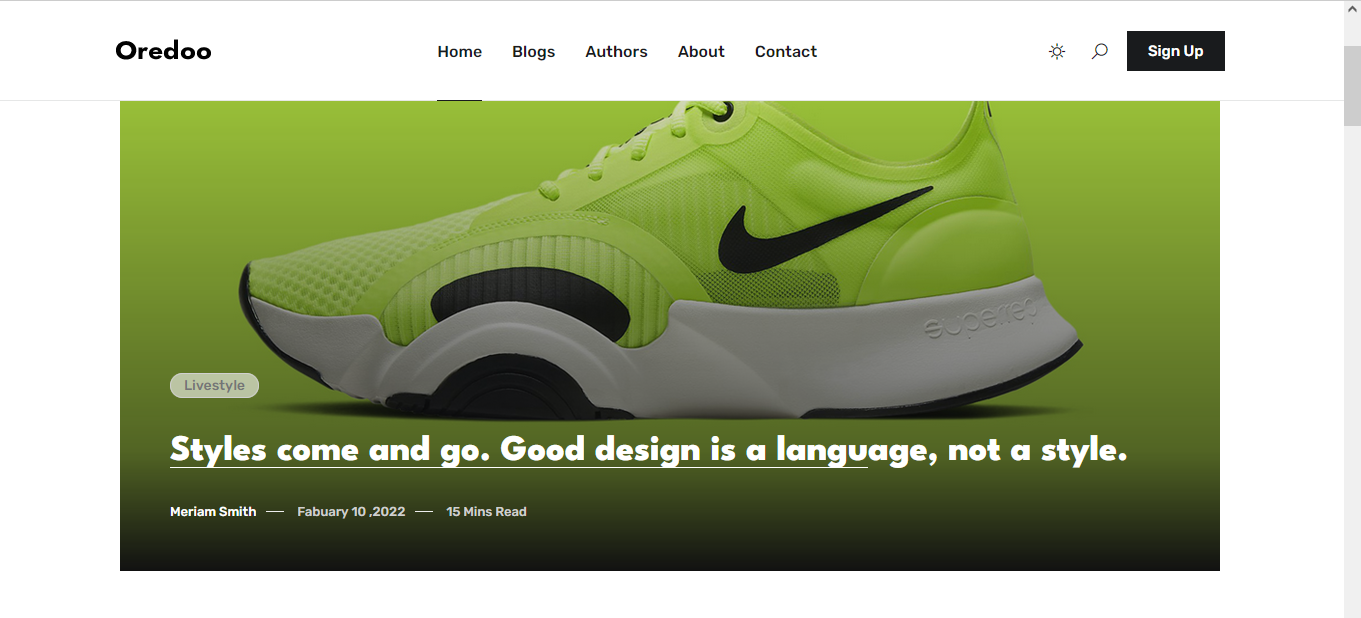 Oredoo
Home Blogs Authors About Contact
Sign Up
superrep
Livestyle
Styles come and go. Good design is a language, not a style.
Meriam Smith — Fabuary 10 ,2022 — 15 Mins Read